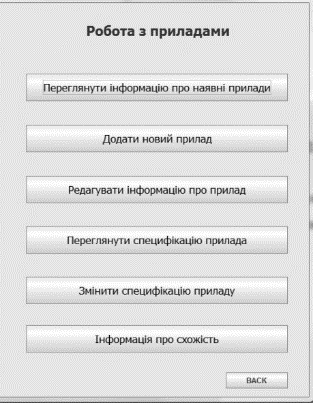 Робота з приладами
Переглянути інформацію про наявні прилади
Додати новий прилад
Редагувати інформацію про прилад
Переглянути специфікацію прилада
Змінити специфікацію приладу
Інформація про схожість
BACK